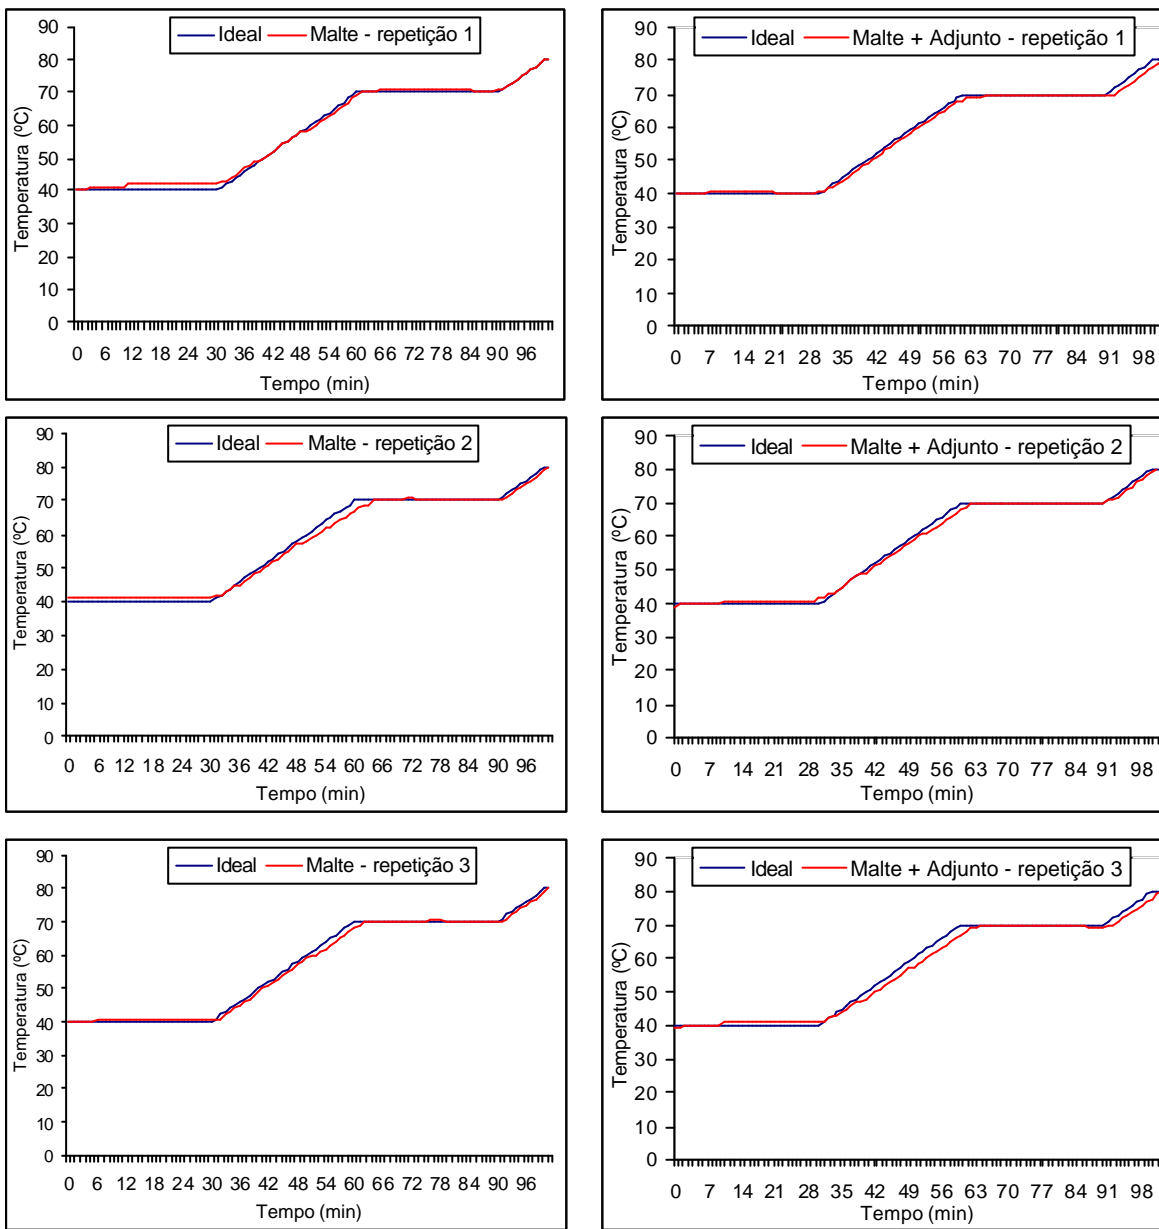 Ideal Malte - repetição 1
Temperatura (ºC)
90
80
70
60
50
40
30
20
10
0
0 6 12 18 24 30 36 42 48 54 60 66 72 78 84 90 96
Tempo (min)
Ideal Malte + Adjunto - repetição 1
Temperatura (ºC)
90
80
70
60
50
40
30
20
10
0
0 7 14 21 28 35 42 49 56 63 70 77 84 91 98
Tempo (min)
Ideal Malte - repetição 2
Temperatura (ºC)
90
80
70
60
50
40
30
20
10
0
0 6 12 18 24 30 36 42 48 54 60 66 72 78 84 90 96
Tempo (min)
Ideal Malte + Adjunto - repetição 2
Temperatura (ºC)
90
80
70
60
50
40
30
20
10
0
0 7 14 21 28 35 42 49 56 63 70 77 84 91 98
Tempo (min)
Ideal Malte - repetição 3
Temperatura (ºC)
90
80
70
60
50
40
30
20
10
0
0 6 12 18 24 30 36 42 48 54 60 66 72 78 84 90 96
Tempo (min)
Ideal Malte + Adjunto - repetição 3
Temperatura (ºC)
90
80
70
60
50
40
30
20
10
0
0 7 14 21 28 35 42 49 56 63 70 77 84 91 98
Tempo (min)